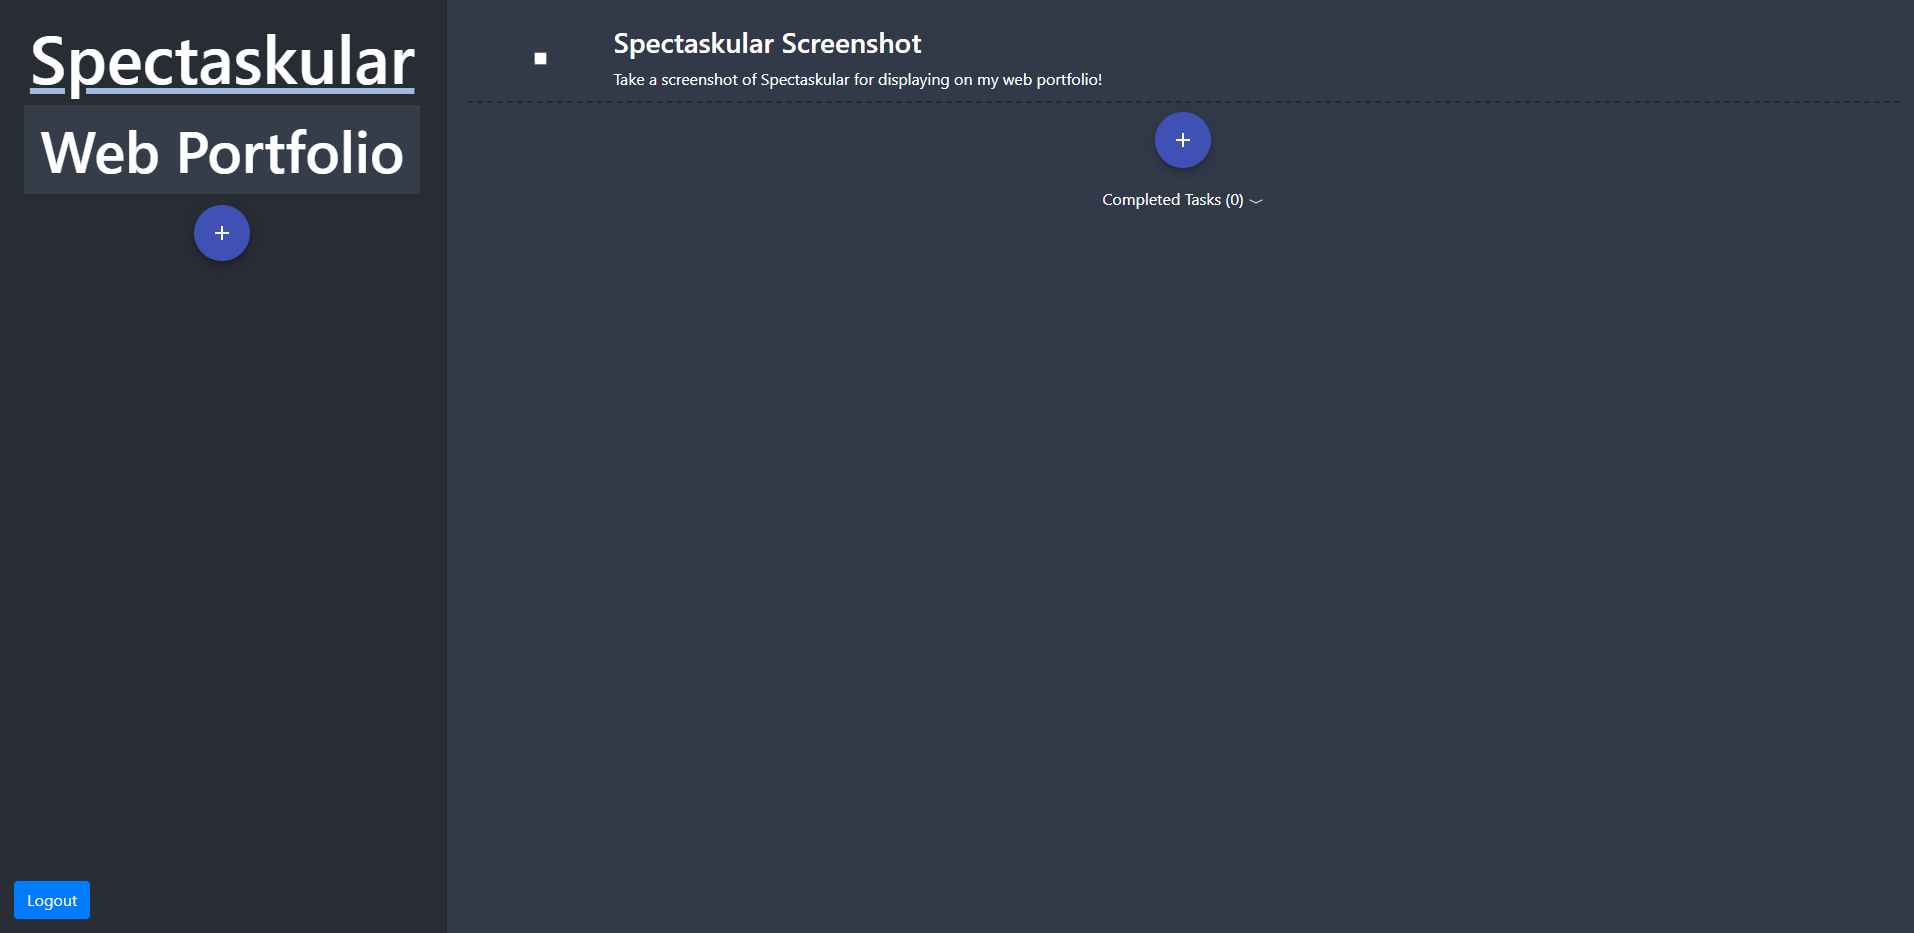 Spectaskular
Web Portfolio
+
Logout
Spectaskular Screenshot
Take a screenshot of Spectaskular for displaying on my web portfolio!
+
Completed Tasks (0)